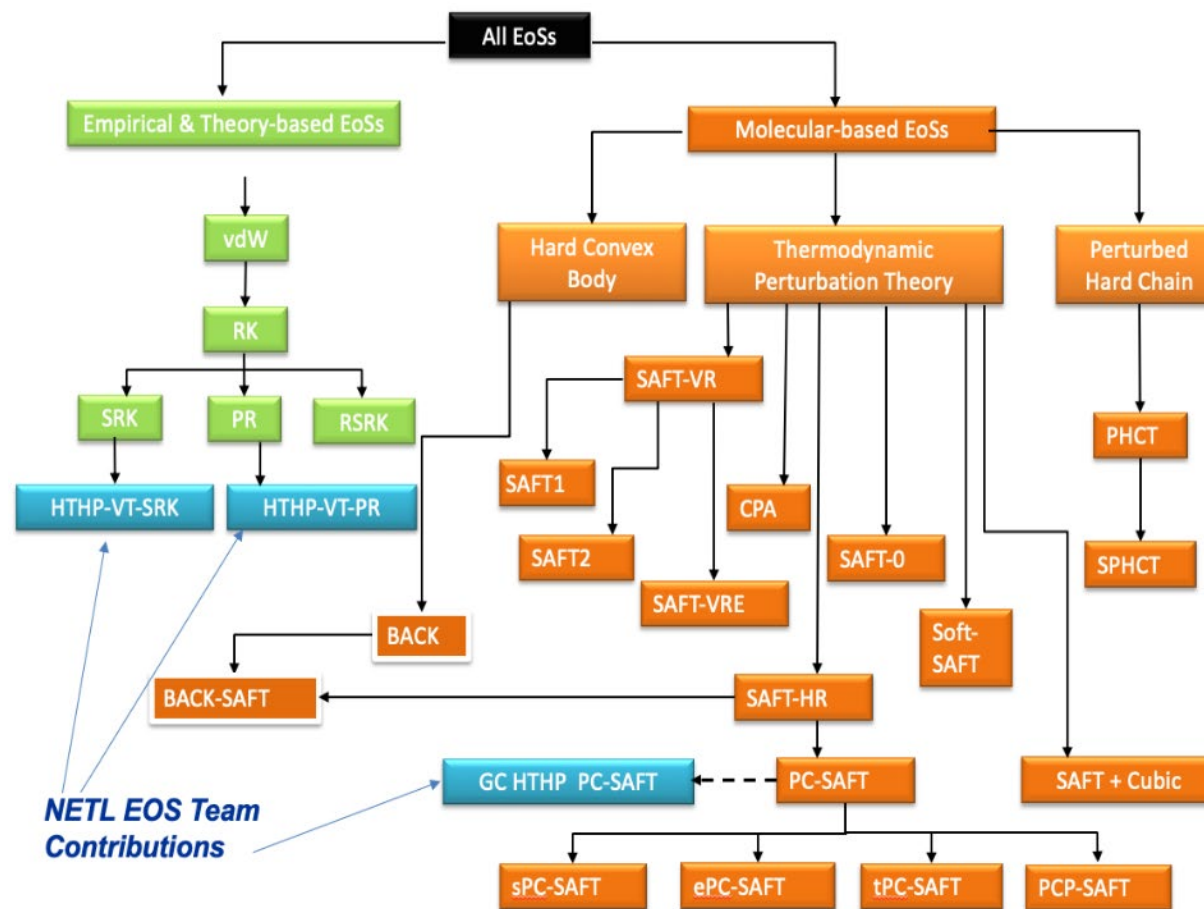 All EoSs
Empirical & Theory-based EoSs
Molecular-based EoSs
vdW
Hard Convex
Body
Thermodynamic
Perturbation Theory
Perturbed
Hard Chain
RK
SAFT-VR
SRK
PR
RSRK
PHCT
SAFT1
HTHP-VT-SRK
HTHP-VT-PR
CPA
SAFT2
SAFT-0
SPHCT
SAFT-VRE
BACK
Soft-
SAFT
BACK-SAFT
SAFT-HR
GC HTHP PC-SAFT
PC-SAFT
SAFT + Cubic
NETL EOS Team
Contributions
sPC-SAFT
ePC-SAFT
tPC-SAFT
PCP-SAFT